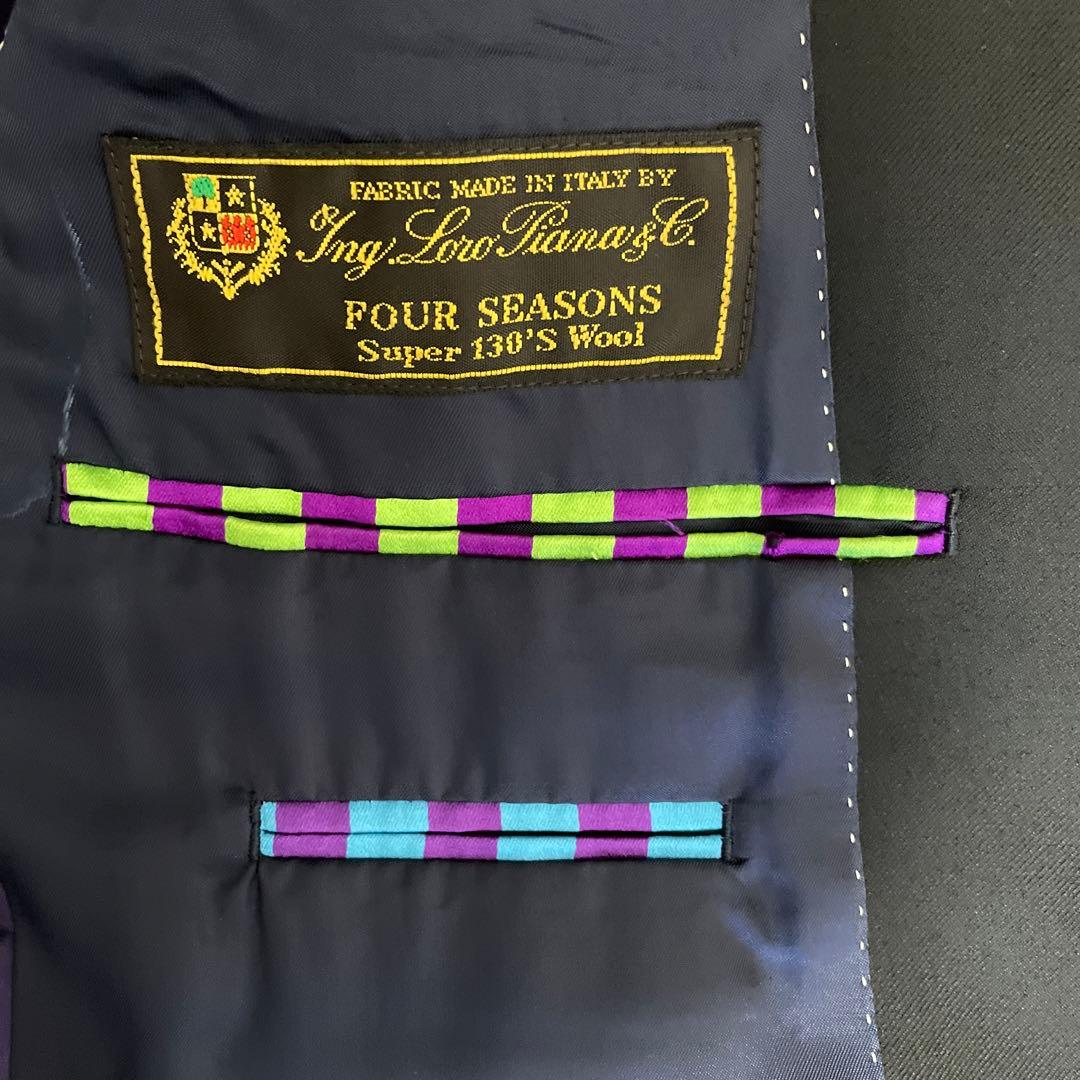 FABRIC MADE IN ITALY BY
Ing. Loro Piana & C.
FOUR SEASONS
Super 130'S Wool